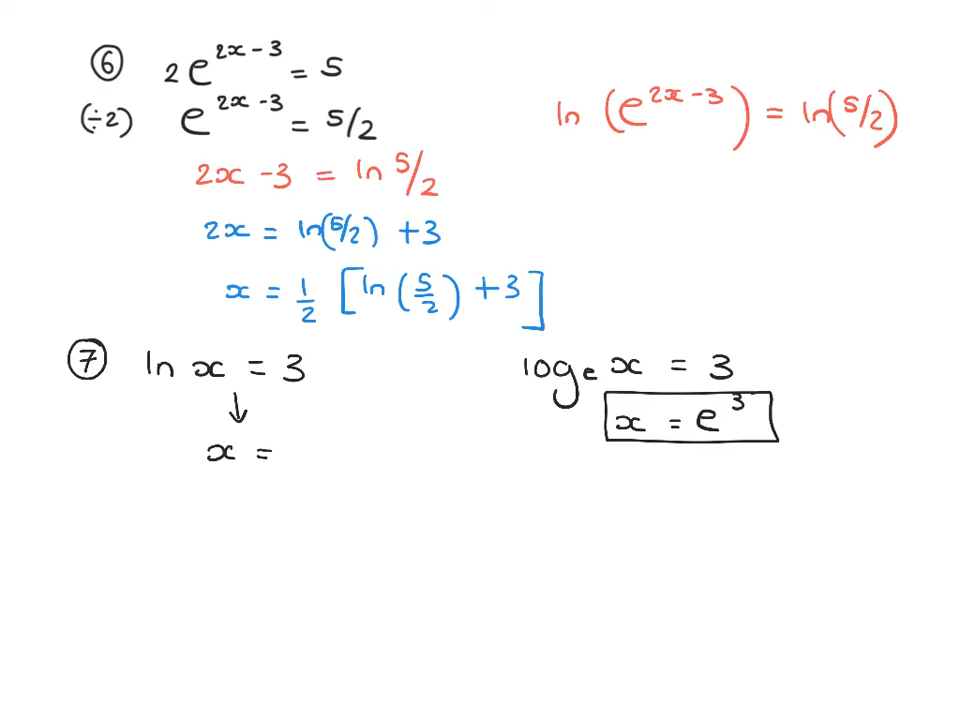 ⑥ 2e^(2x-3) = 5
(÷2) e^(2x-3) = 5/2
ln (e^(2x-3)) = ln(5/2)
2x -3 = ln 5/2
2x = ln(5/2) +3
x = 1/2 [ln (5/2) +3]
⑦ ln x = 3
↓
x =
log_e x = 3
x = e^3